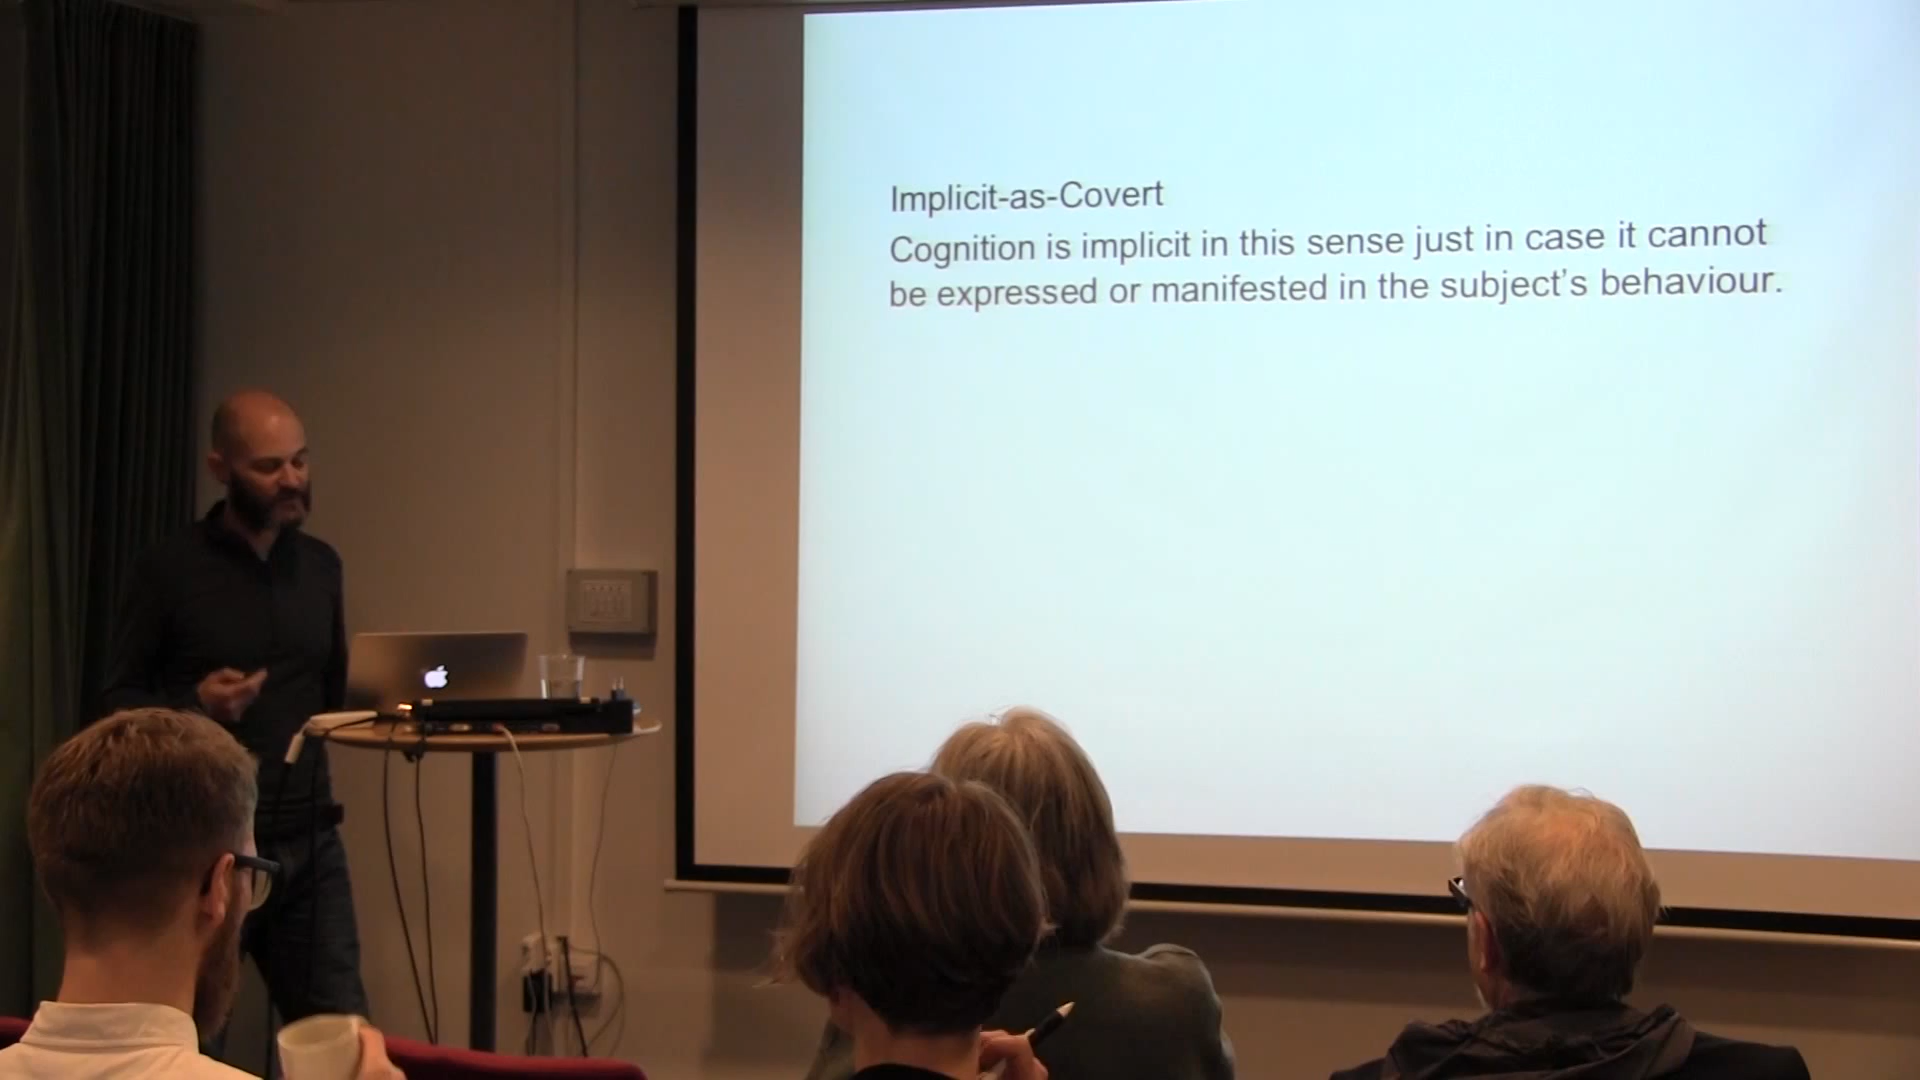 Implicit-as-Covert
Cognition is implicit in this sense just in case it cannot
be expressed or manifested in the subject's behaviour.